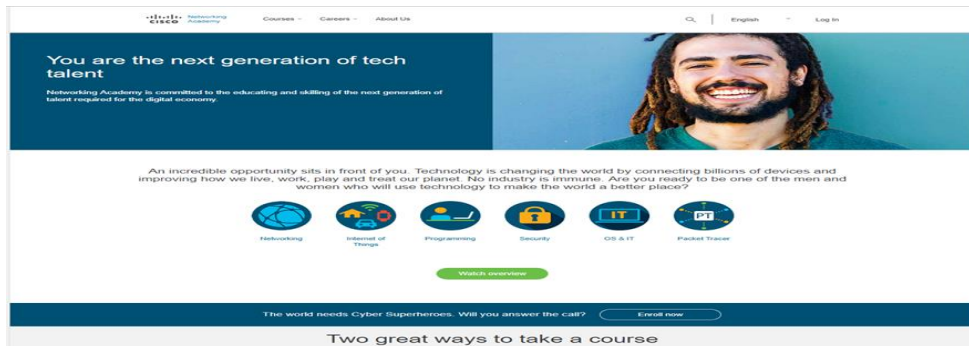 CISCO Networking Academy
Courses Careers About Us
English
Log In
You are the next generation of tech
talent
Networking Academy is committed to the educating and skilling of the next generation of
talent required for the digital economy.
An incredible opportunity sits in front of you. Technology is changing the world by connecting billions of devices and
improving how we live, work, play and treat our planet. No industry is immune. Are you ready to be one of the men and
women who will use technology to make the world a better place?
IT
PT
Networking
Internet of
Things
Programming
Security
OS & IT
Packet Tracer
Watch overview
The world needs Cyber Superheroes. Will you answer the call?
Enroll now
Two great ways to take a course